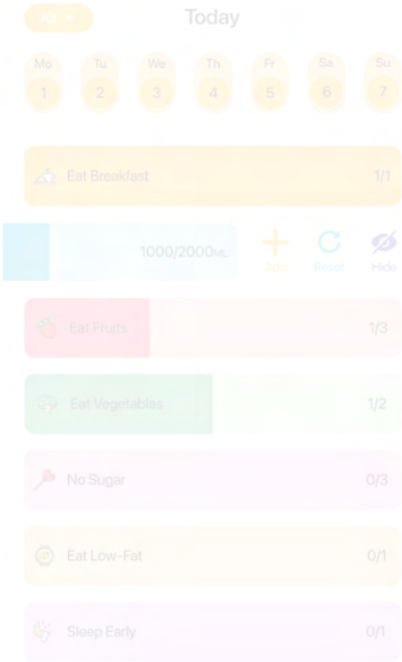 All
Today
Mo Tu We Th Fr Sa Su
1 2 3 4 5 6 7
Eat Breakfast 1/1
1000/2000ML Add Reset Hide
Eat Fruits 1/3
Eat Vegetables 1/2
No Sugar 0/3
Eat Low-Fat 0/1
Sleep Early 0/1